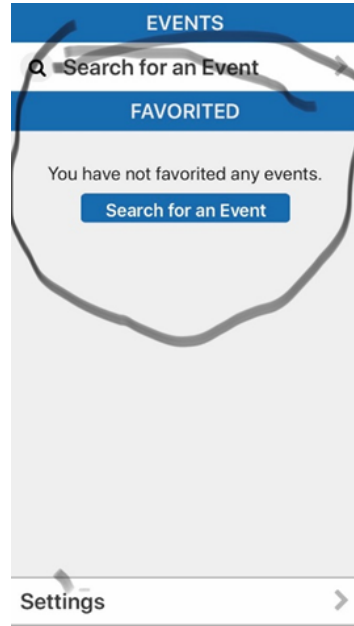 EVENTS
Search for an Event
FAVORITED
You have not favorited any events.
Search for an Event
Settings